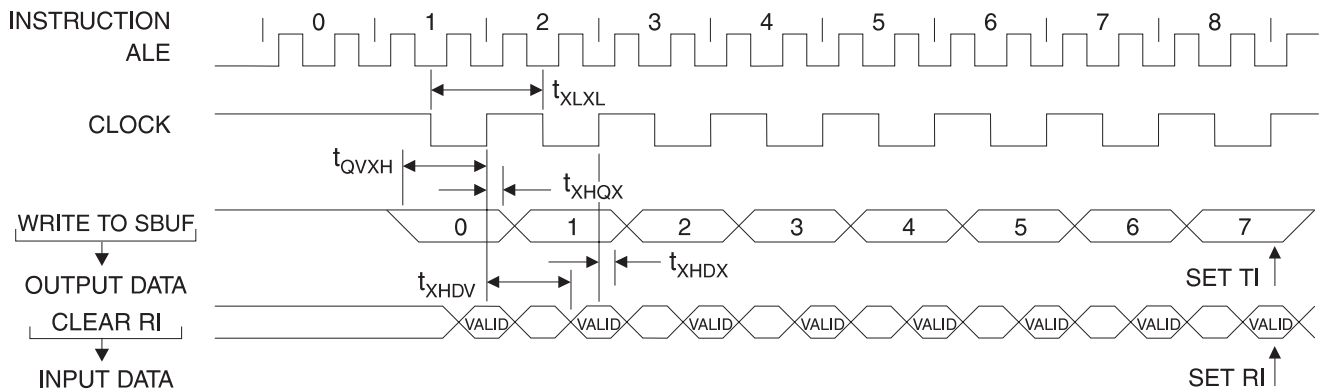 INSTRUCTION 0 1 2 3 4 5 6 7 8
ALE
tXLXL
CLOCK
tQVXH
tXHQX
WRITE TO SBUF 0 1 2 3 4 5 6 7
tXHDX
tXHDV
OUTPUT DATA SET TI
CLEAR RI VALID VALID VALID VALID VALID VALID VALID VALID
INPUT DATA SET RI